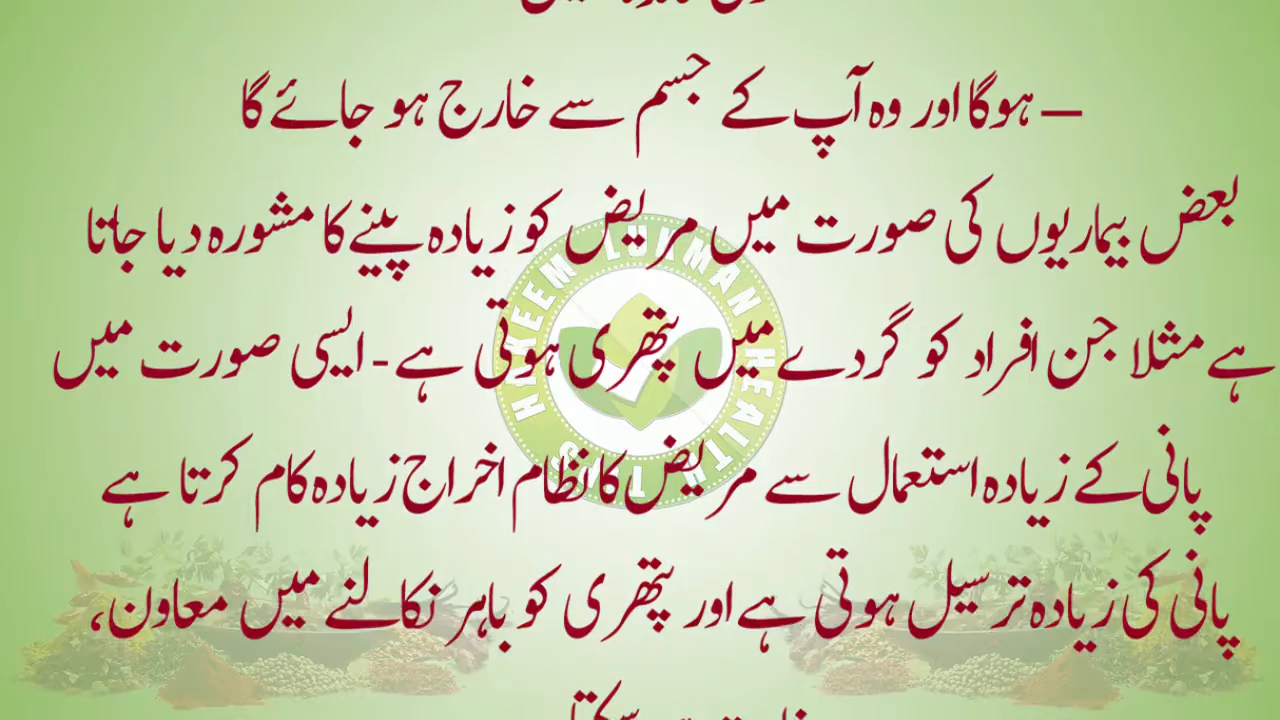 ہوگا اور وہ آپ کے جسم سے خارج ہو جائے گا –
بعض بیماریوں کی صورت میں مریض کو زیادہ پینے کا مشورہ دیا جاتا
ہے مثلا جن افراد کو گردے میں پتھری ہوتی ہے - ایسی صورت میں
پانی کے زیادہ استعمال سے مریض کا نظام اخراج زیادہ کام کرتا ہے
پانی کی زیادہ ترسیل ہوتی ہے اور پتھری کو باہر نکالنے میں معاون،
HAKEEM LUKMAN HEALTH TIPS